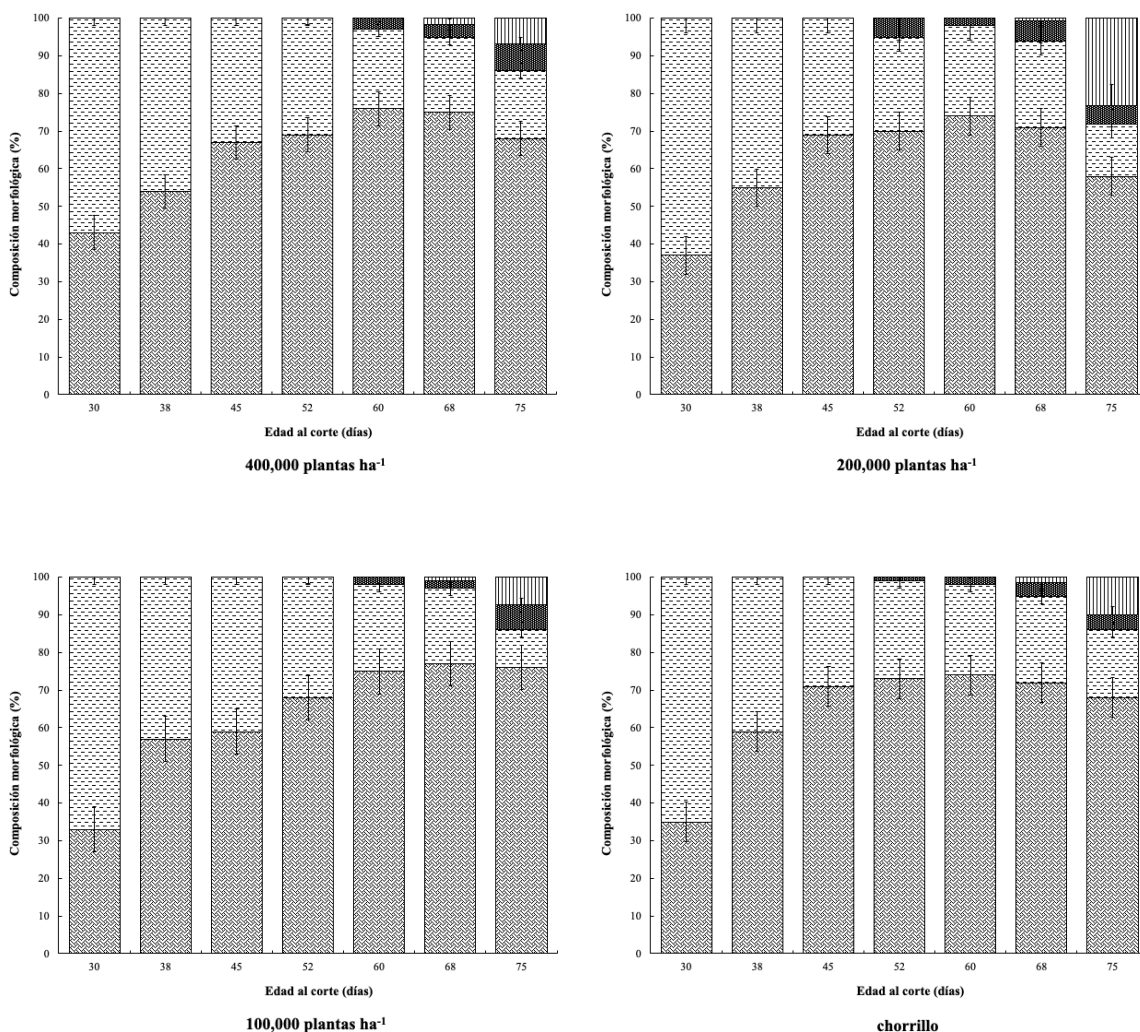 Composición morfológica (%)
100
90
80
70
60
50
40
30
20
10
0
30 38 45 52 60 68 75
Edad al corte (días)
400,000 plantas ha⁻¹
Composición morfológica (%)
100
90
80
70
60
50
40
30
20
10
0
30 38 45 52 60 68 75
Edad al corte (días)
200,000 plantas ha⁻¹
Composición morfológica (%)
100
90
80
70
60
50
40
30
20
10
0
30 38 45 52 60 68 75
Edad al corte (días)
100,000 plantas ha⁻¹
Composición morfológica (%)
100
90
80
70
60
50
40
30
20
10
0
30 38 45 52 60 68 75
Edad al corte (días)
chorrillo